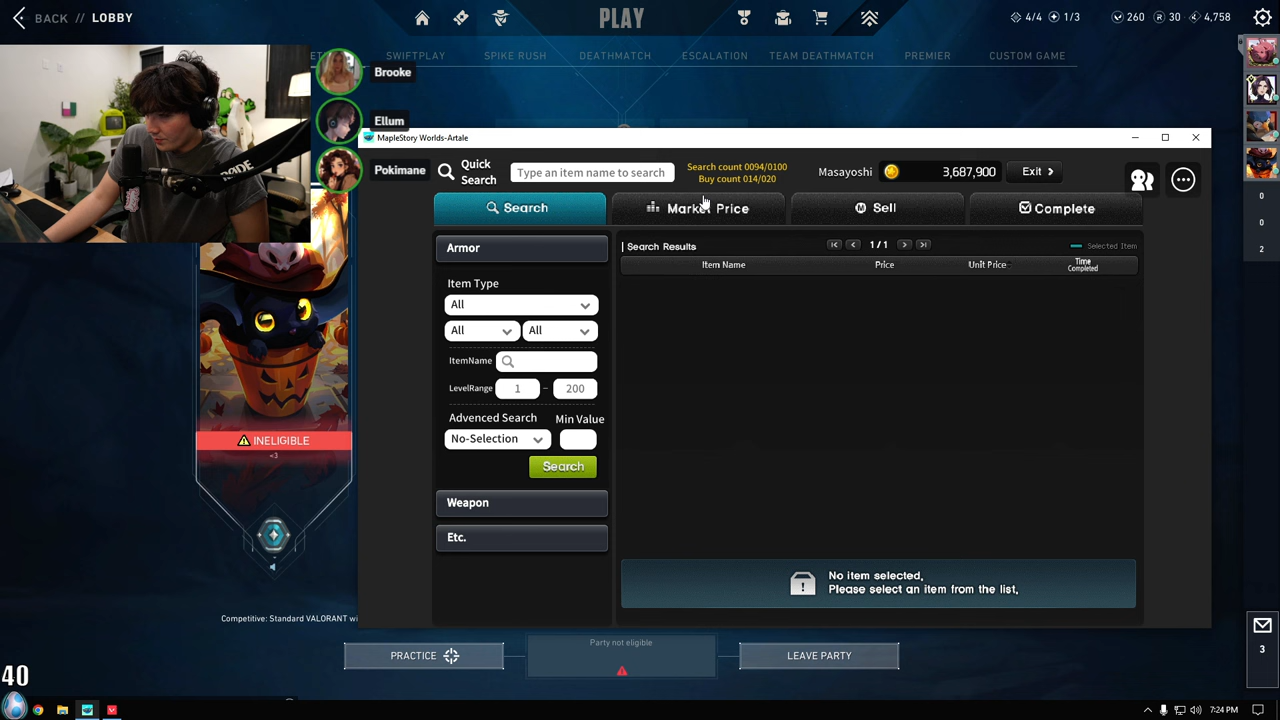 BACK // LOBBY
PLAY
4/4 1/3
260 30 4,758
SWIFTPLAY SPIKE RUSH DEATHMATCH ESCALATION TEAM DEATHMATCH PREMIER CUSTOM GAME
Brooke
Ellum
Pokimane
MapleStory Worlds-Artale
Quick
Search
Type an item name to search
Search count 0094/0100
Buy count 014/020
Masayoshi
3,687,900
Exit
Search
Market Price
Sell
Complete
Armor
Item Type
All
All
All
ItemName
LevelRange
1 - 200
Advanced Search
Min Value
No-Selection
Search
Weapon
Etc.
Search Results
1 / 1
Selected Item
Item Name
Price
Unit Price
Time
Completed
No item selected,
Please select an item from the list,
INELIGIBLE
<3
Competitive: Standard VALORANT wi
PRACTICE
Party not eligible
LEAVE PARTY
0
0
2
3
40
7:24 PM